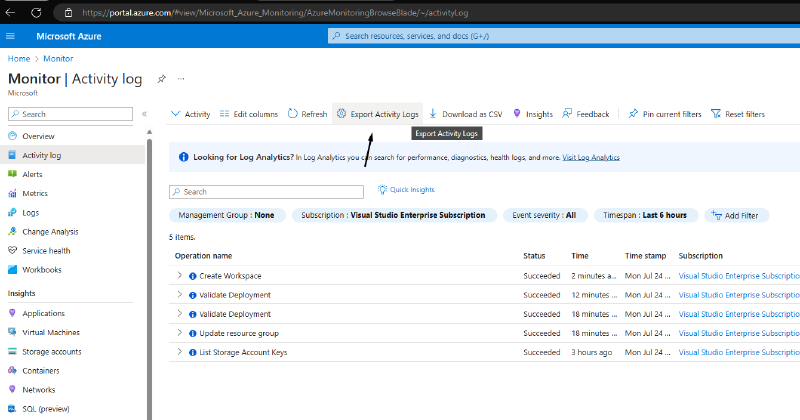 https://portal.azure.com/#view/Microsoft_Azure_Monitoring/AzureMonitoringBrowseBlade/~/activityLog
Microsoft Azure
Search resources, services, and docs (G+/)
Home > Monitor
Monitor | Activity log
Microsoft
Search
Overview
Activity log
Alerts
Metrics
Logs
Change Analysis
Service health
Workbooks
Insights
Applications
Virtual Machines
Storage accounts
Containers
Networks
SQL (preview)
Activity Edit columns Refresh Export Activity Logs Download as CSV Insights Feedback Pin current filters Reset filters
Export Activity Logs
Looking for Log Analytics? In Log Analytics you can search for performance, diagnostics, health logs, and more. Visit Log Analytics
Search
Quick Insights
Management Group : None Subscription : Visual Studio Enterprise Subscription Event severity : All Timespan : Last 6 hours Add Filter
5 items.
Operation name Status Time Time stamp Subscription
Create Workspace Succeeded 2 minutes a... Mon Jul 24 ... Visual Studio Enterprise Subscriptio
Validate Deployment Succeeded 12 minutes ... Mon Jul 24 ... Visual Studio Enterprise Subscriptio
Validate Deployment Succeeded 18 minutes ... Mon Jul 24 ... Visual Studio Enterprise Subscriptio
Update resource group Succeeded 18 minutes ... Mon Jul 24 ... Visual Studio Enterprise Subscriptio
List Storage Account Keys Succeeded 3 hours ago Mon Jul 24 ... Visual Studio Enterprise Subscriptio